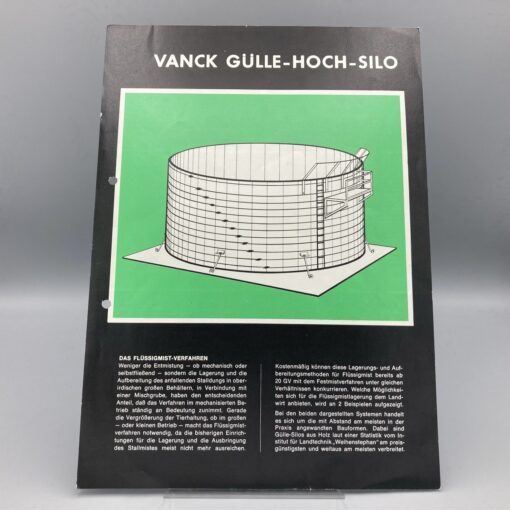 VANCK GÜLLE-HOCH-SILO
DAS FLÜSSIGMIST-VERFAHREN
Weniger die Entmistung — ob mechanisch oder
selbstfließend — sondern die Lagerung und die
Aufbereitung des anfallenden Stalldungs in ober-
irdischen großen Behältern, in Verbindung mit
einer Mischgrube, haben den entscheidenden
Anteil, daß das Verfahren im mechanisierten Be-
trieb ständig an Bedeutung zunimmt. Gerade
die Vergrößerung der Tierhaltung, ob im großen
— oder kleinen Betrieb — macht das Flüssigmist-
verfahren notwendig, da die bisherigen Einrich-
tungen für die Lagerung und die Ausbringung
des Stallmistes meist nicht mehr ausreichen.
Kostenmäßig können diese Lagerungs- und Auf-
bereitungsmethoden für Flüssigmist bereits ab
20 GV mit dem Festmistverfahren unter gleichen
Verhältnissen konkurrieren. Welche Möglichkei-
ten sich für die Flüssigmistlagerung dem Land-
wirt anbieten, wird an 2 Beispielen aufgezeigt.
Bei den beiden dargestellten Systemen handelt
es sich um die mit Abstand am meisten in der
Praxis angewandten Bauformen. Dabei sind
Gülle-Silos aus Holz laut einer Statistik vom In-
stitut für Landtechnik „Weihenstephan" am preis-
günstigsten und weitaus am meisten verbreitet.